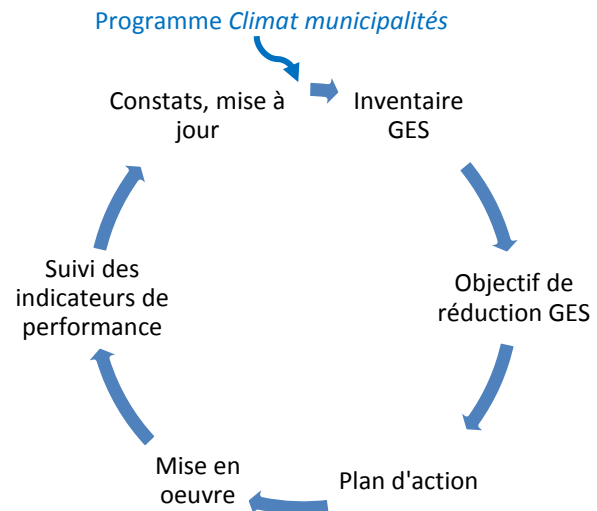 Programme Climat municipalités
Constats, mise à
jour
Inventaire
GES
Objectif de
réduction GES
Plan d'action
Mise en
oeuvre
Suivi des
indicateurs de
performance